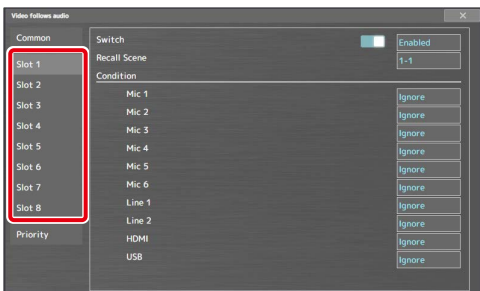 Video follows audio
Common
Slot 1
Slot 2
Slot 3
Slot 4
Slot 5
Slot 6
Slot 7
Slot 8
Priority
Switch Enabled
Recall Scene 1-1
Condition
Mic 1 Ignore
Mic 2 Ignore
Mic 3 Ignore
Mic 4 Ignore
Mic 5 Ignore
Mic 6 Ignore
Line 1 Ignore
Line 2 Ignore
HDMI Ignore
USB Ignore